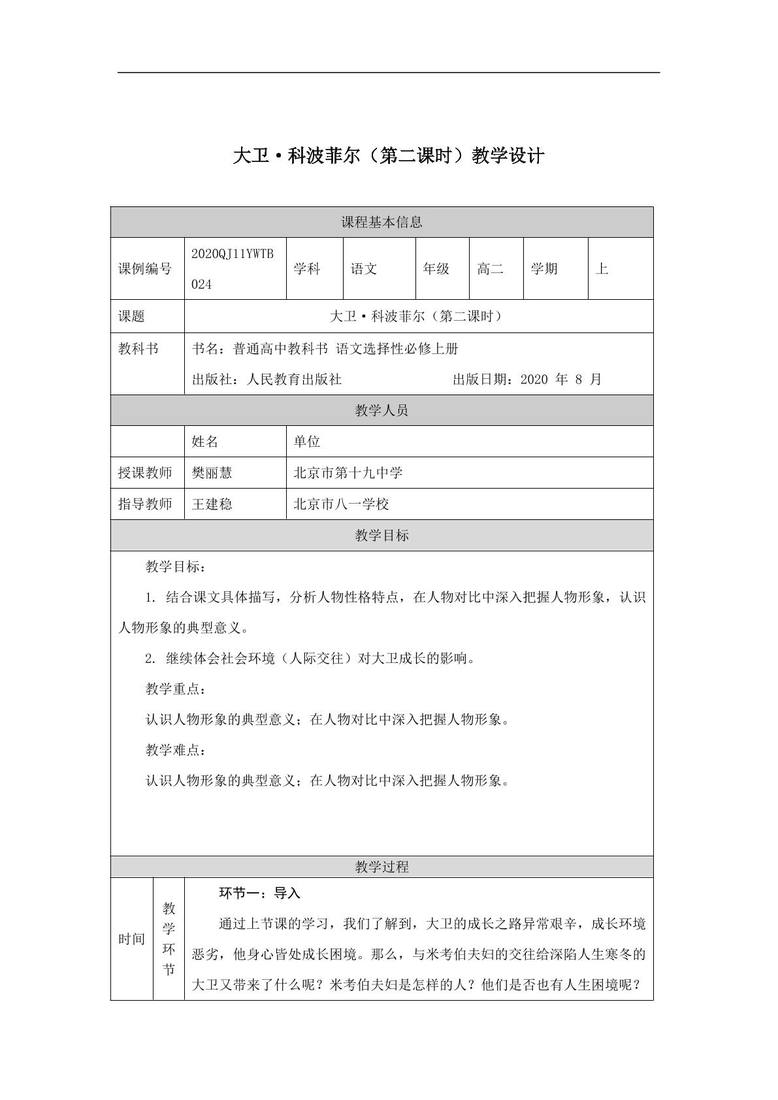 大卫·科波菲尔（第二课时）教学设计
课程基本信息
课例编号 2020QJ11YWTB024 学科 语文 年级 高二 学期 上
课题 大卫·科波菲尔（第二课时）
教科书 书名：普通高中教科书 语文选择性必修上册
出版社：人民教育出版社 出版日期：2020 年 8 月
教学人员
姓名 单位
授课教师 樊丽慧 北京市第十九中学
指导教师 王建稳 北京市八一学校
教学目标
教学目标：
1. 结合课文具体描写，分析人物性格特点，在人物对比中深入把握人物形象，认识
人物形象的典型意义。
2. 继续体会社会环境（人际交往）对大卫成长的影响。
教学重点：
认识人物形象的典型意义；在人物对比中深入把握人物形象。
教学难点：
认识人物形象的典型意义；在人物对比中深入把握人物形象。
教学过程
时间 教学环节
环节一：导入
通过上节课的学习，我们了解到，大卫的成长之路异常艰辛，成长环境
恶劣，他身心皆处成长困境。那么，与米考伯夫妇的交往给深陷人生寒冬的
大卫又带来了什么呢？米考伯夫妇是怎样的人？他们是否也有人生困境呢？